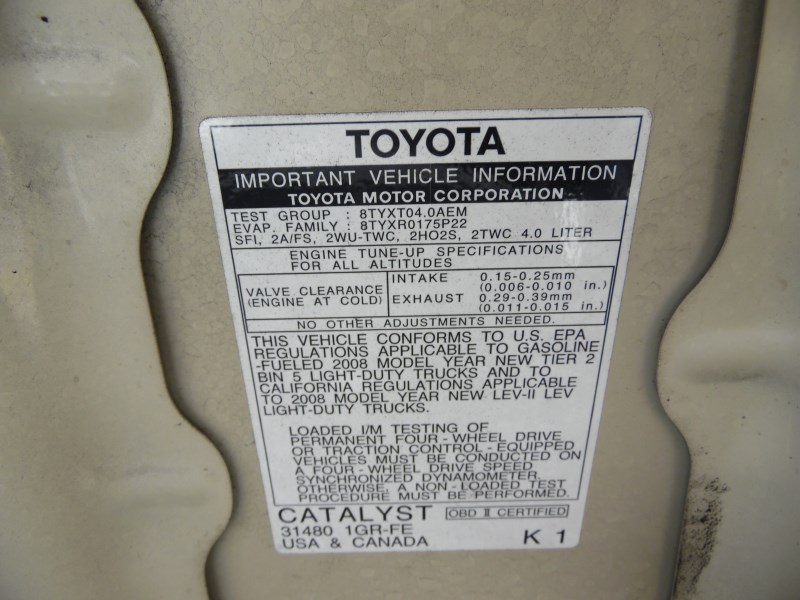 TOYOTA
IMPORTANT VEHICLE INFORMATION
TOYOTA MOTOR CORPORATION
TEST GROUP : 8TYXT04.0AEM
EVAP. FAMILY : 8TYXR0175P22
SFI, 2A/FS, 2WU-TWC, 2HO2S, 2TWC 4.0 LITER
ENGINE TUNE-UP SPECIFICATIONS
FOR ALL ALTITUDES
VALVE CLEARANCE
(ENGINE AT COLD)
INTAKE 0.15-0.25mm
(0.006-0.010 in.)
EXHAUST 0.29-0.39mm
(0.011-0.015 in.)
NO OTHER ADJUSTMENTS NEEDED.
THIS VEHICLE CONFORMS TO U.S. EPA
REGULATIONS APPLICABLE TO GASOLINE
-FUELED 2008 MODEL YEAR NEW TIER 2
BIN 5 LIGHT-DUTY TRUCKS AND TO
CALIFORNIA REGULATIONS APPLICABLE
TO 2008 MODEL YEAR NEW LEV-II LEV
LIGHT-DUTY TRUCKS.
LOADED I/M TESTING OF
PERMANENT FOUR-WHEEL DRIVE
OR TRACTION CONTROL-EQUIPPED
VEHICLES MUST BE CONDUCTED ON
A FOUR-WHEEL DRIVE SPEED
SYNCHRONIZED DYNAMOMETER.
OTHERWISE, A NON-LOADED TEST
PROCEDURE MUST BE PERFORMED.
CATALYST OBD II CERTIFIED
31480 1GR-FE
USA & CANADA K 1